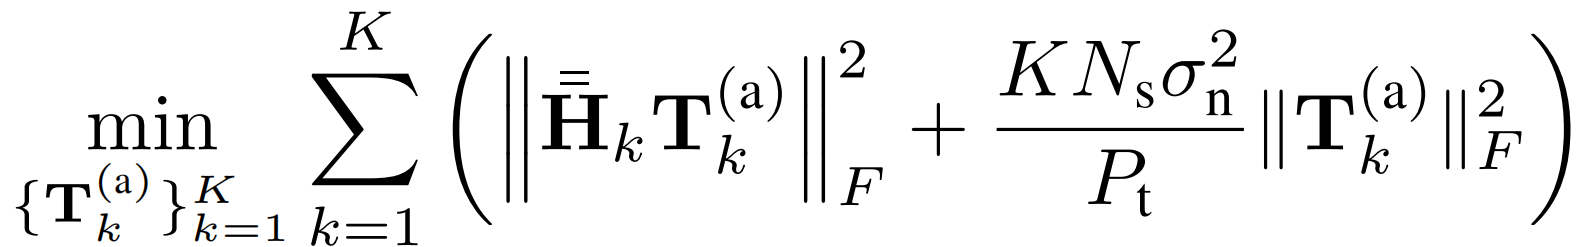 \min_{\{\mathbf{T}_k^{(\mathrm{a})}\}_{k=1}^{K}} \sum_{k=1}^{K} \left( \left\| \bar{\bar{\mathbf{H}}}_k \mathbf{T}_k^{(\mathrm{a})} \right\|_F^2 + \frac{K N_{\mathrm{s}} \sigma_{\mathrm{n}}^2}{P_{\mathrm{t}}} \| \mathbf{T}_k^{(\mathrm{a})} \|_F^2 \right)